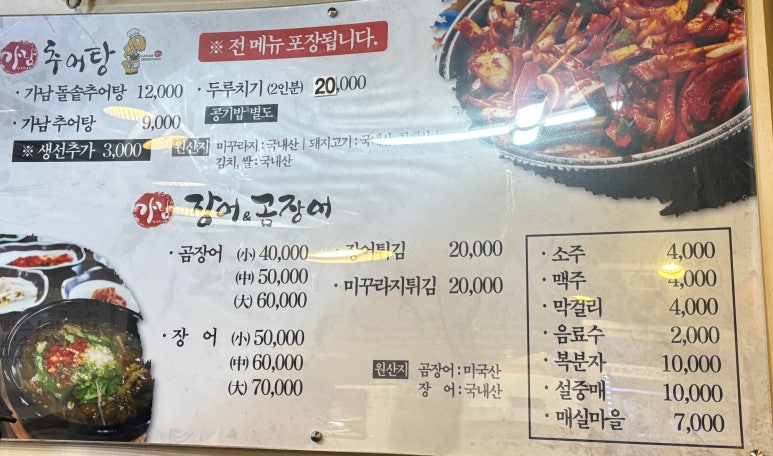 가남 추어탕
※ 전 메뉴 포장됩니다.
· 가남 돌솥추어탕 12,000
· 가남 추어탕 9,000
※ 생선추가 3,000
· 두루치기 (2인분) 20,000
공기밥 별도
원산지 미꾸라지 : 국내산 | 돼지고기 : 국내산
김치, 쌀 : 국내산
가남 장어 & 곰장어
· 곰장어 (小) 40,000
(中) 50,000
(大) 60,000
· 장 어 (小) 50,000
(中) 60,000
(大) 70,000
· 장어튀김 20,000
· 미꾸라지튀김 20,000
원산지 곰장어 : 미국산
장 어 : 국내산
· 소주 4,000
· 맥주 4,000
· 막걸리 4,000
· 음료수 2,000
· 복분자 10,000
· 설중매 10,000
· 매실마을 7,000